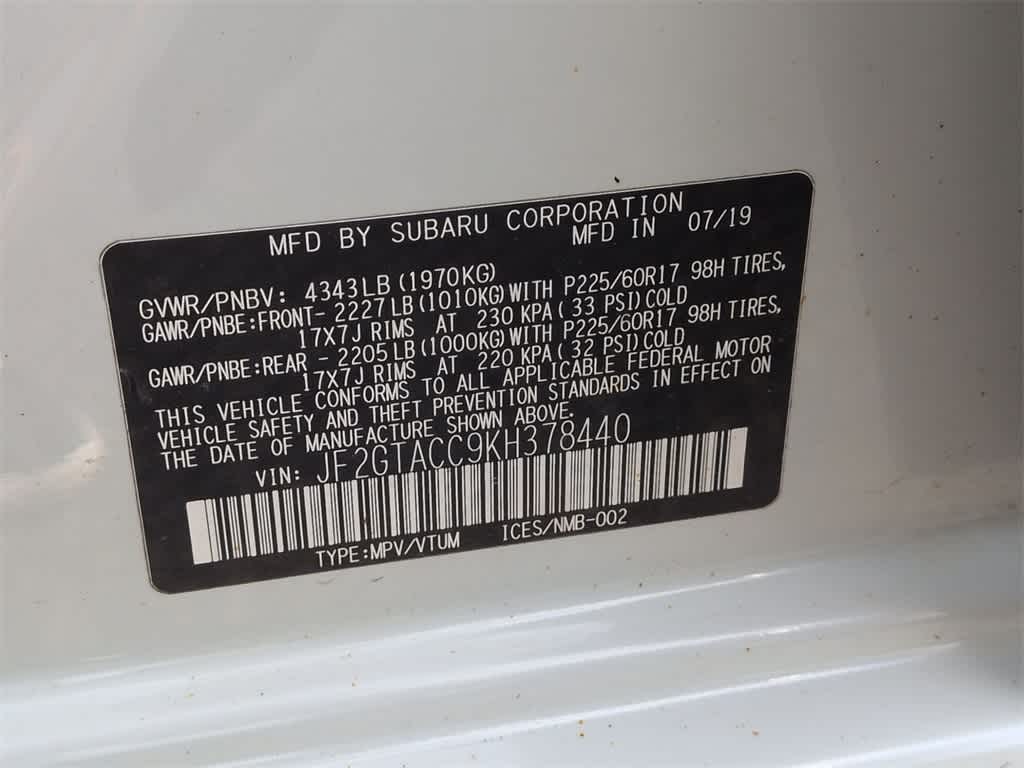 MFD BY SUBARU CORPORATION
MFD IN 07/19
GVWR/PNBV: 4343LB (1970KG)
GAWR/PNBE:FRONT- 2227LB (1010KG) WITH P225/60R17 98H TIRES,
17X7J RIMS AT 230 KPA( 33 PSI) COLD
GAWR/PNBE:REAR - 2205LB (1000KG) WITH P225/60R17 98H TIRES,
17X7J RIMS AT 220 KPA( 32 PSI) COLD
THIS VEHICLE CONFORMS TO ALL APPLICABLE FEDERAL MOTOR
VEHICLE SAFETY AND THEFT PREVENTION STANDARDS IN EFFECT ON
THE DATE OF MANUFACTURE SHOWN ABOVE.
VIN: JF2GTACC9KH378440
TYPE:MPV/VTUM ICES/NMB-002